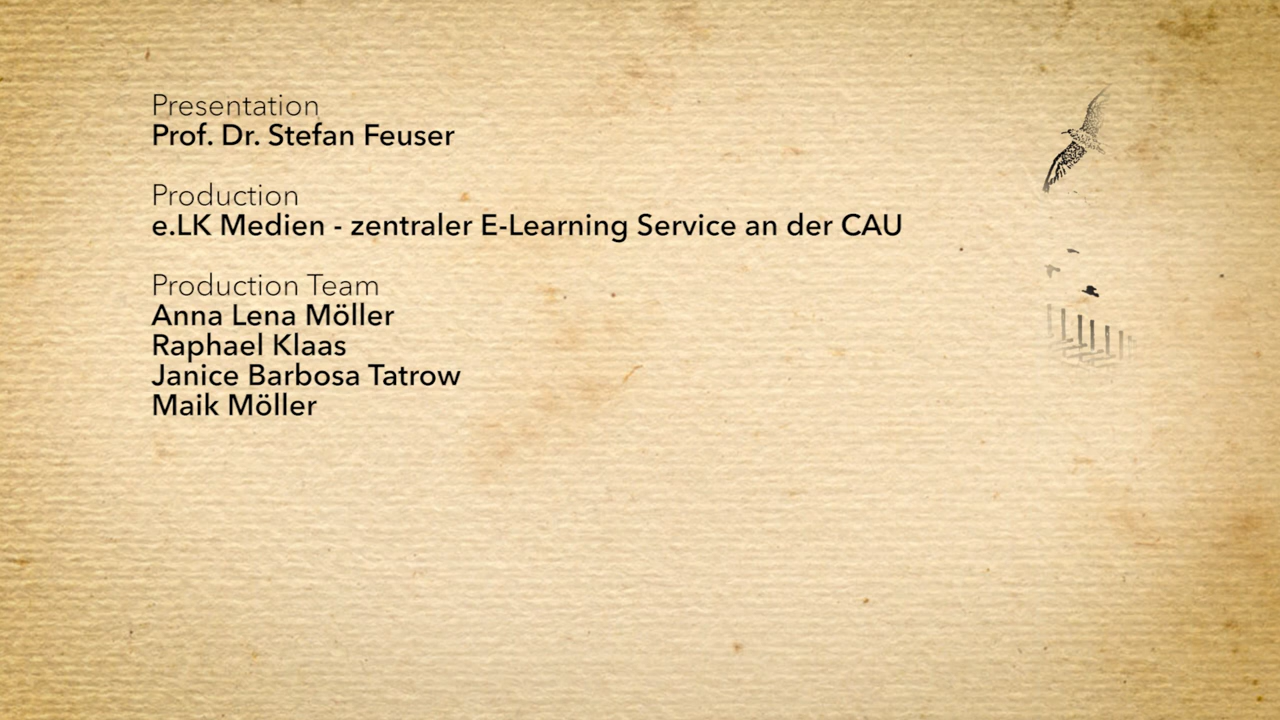 Presentation
Prof. Dr. Stefan Feuser
Production
e.LK Medien - zentraler E-Learning Service an der CAU
Production Team
Anna Lena Möller
Raphael Klaas
Janice Barbosa Tatrow
Maik Möller